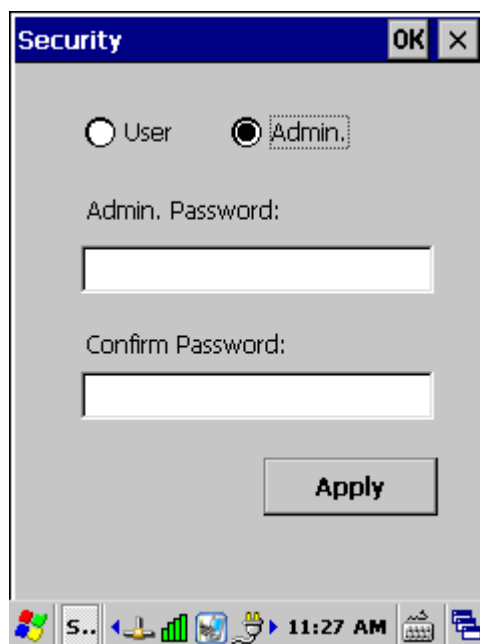 Security OK ×
User Admin.
Admin. Password:
Confirm Password:
Apply
S.. 11:27 AM